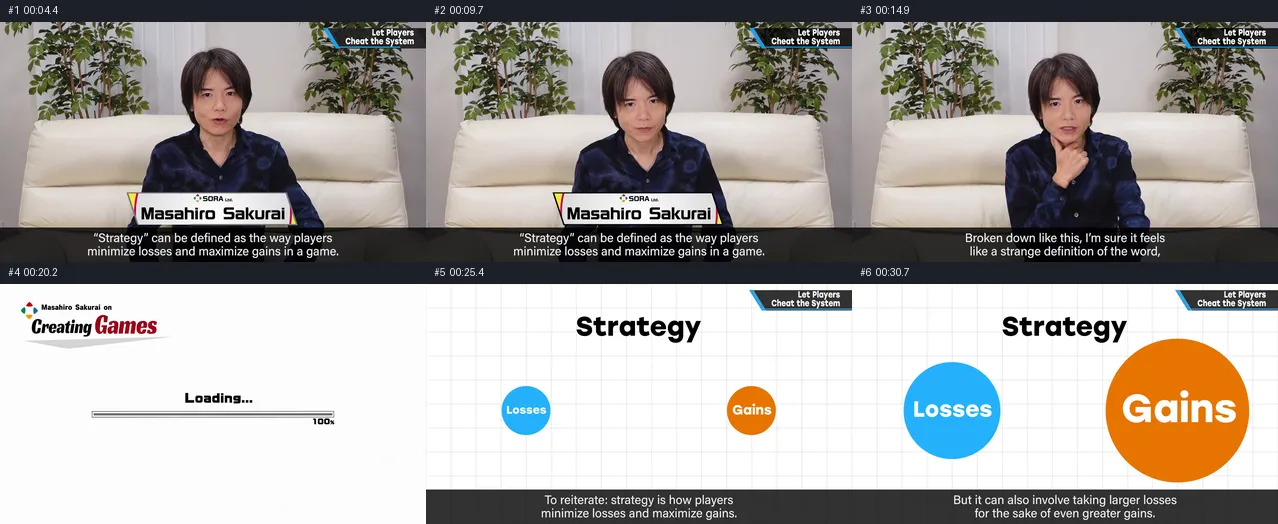 #1 00:04.4
Let Players
Cheat the System
SORA Ltd.
Masahiro Sakurai
“Strategy” can be defined as the way players
minimize losses and maximize gains in a game.
#2 00:09.7
Let Players
Cheat the System
SORA Ltd.
Masahiro Sakurai
“Strategy” can be defined as the way players
minimize losses and maximize gains in a game.
#3 00:14.9
Let Players
Cheat the System
Broken down like this, I’m sure it feels
like a strange definition of the word,
#4 00:20.2
Masahiro Sakurai on
Creating Games
Loading...
100%
#5 00:25.4
Let Players
Cheat the System
Strategy
Losses
Gains
To reiterate: strategy is how players
minimize losses and maximize gains.
#6 00:30.7
Let Players
Cheat the System
Strategy
Losses
Gains
But it can also involve taking larger losses
for the sake of even greater gains.